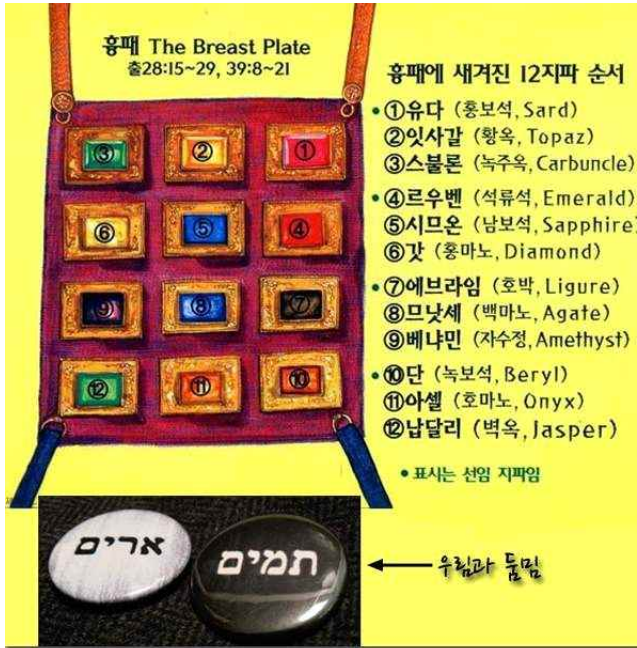 흉패 The Breast Plate
출28:15~29, 39:8~21
흉패에 새겨진 12지파 순서
•①유다 (홍보석, Sard)
②잇사갈 (황옥, Topaz)
③스불론 (녹주옥, Carbuncle)
•④르우벤 (석류석, Emerald)
⑤시므온 (남보석, Sapphire)
⑥갓 (홍마노, Diamond)
•⑦에브라임 (호박, Ligure)
⑧므낫세 (백마노, Agate)
⑨베냐민 (자수정, Amethyst)
•⑩단 (녹보석, Beryl)
⑪아셀 (호마노, Onyx)
⑫납달리 (벽옥, Jasper)
• 표시는 선임 지파임
③ ② ①
⑥ ⑤ ④
⑨ ⑧ ⑦
⑫ ⑪ ⑩
ארים
תמים
우림과 둠밈